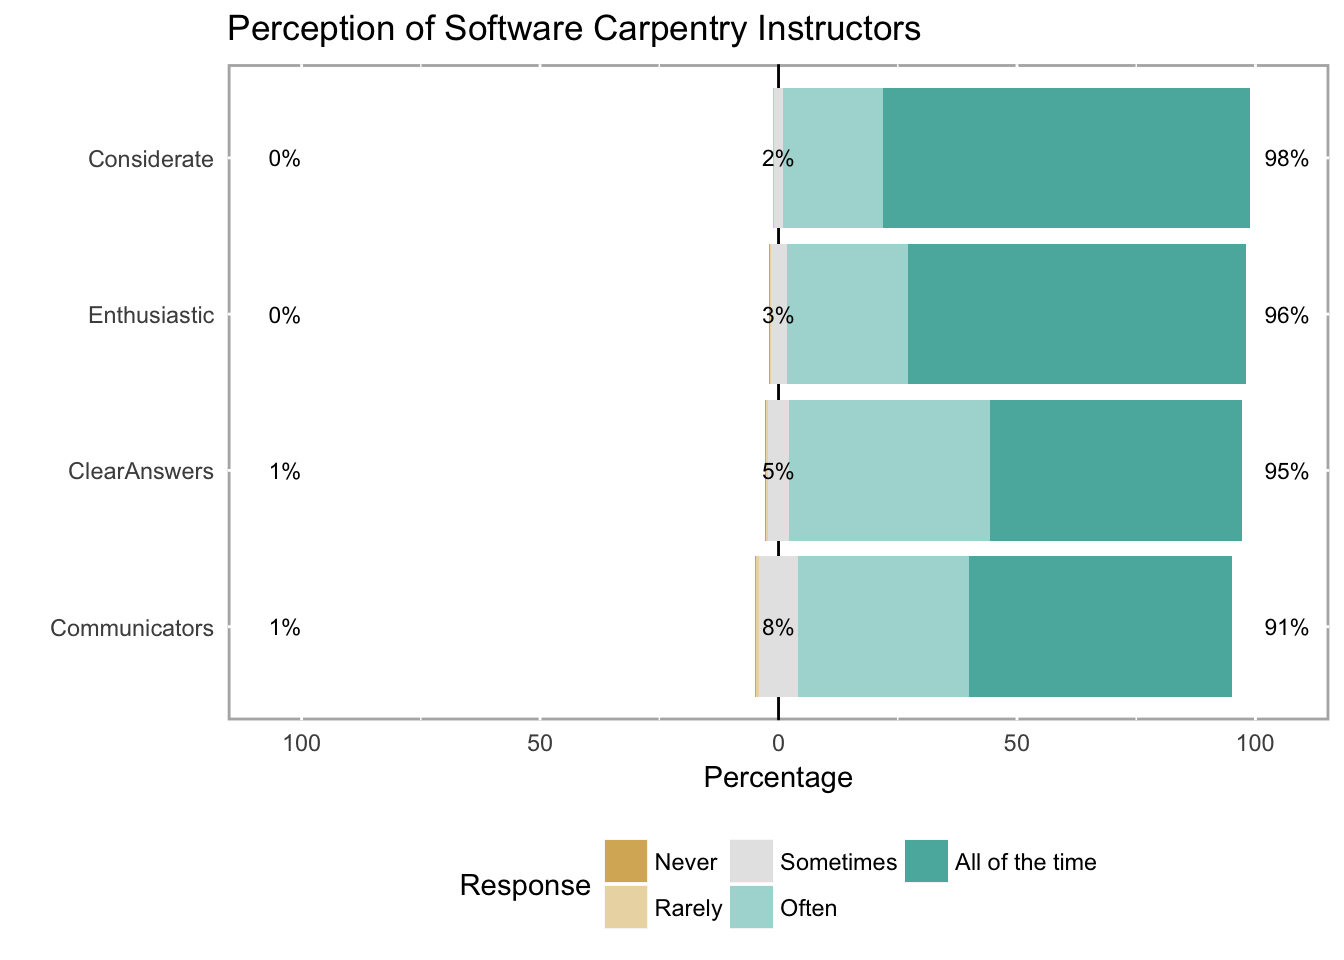 Perception of Software Carpentry Instructors
Considerate 0% 2% 98%
Enthusiastic 0% 3% 96%
ClearAnswers 1% 5% 95%
Communicators 1% 8% 91%
100 50 0 50 100
Percentage
Response
Never Sometimes All of the time
Rarely Often